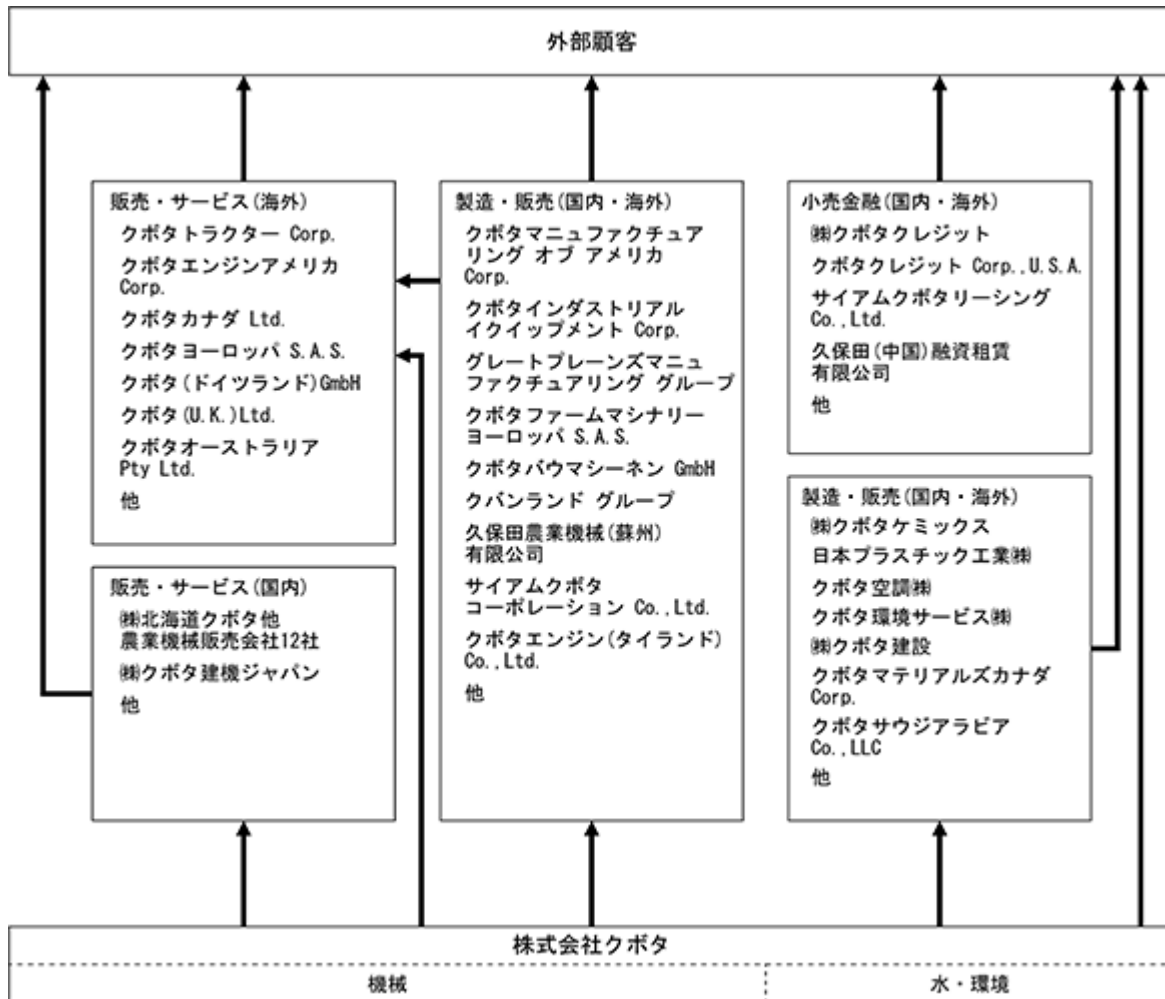 外部顧客
販売・サービス(海外)
クボタトラクター Corp.
クボタエンジンアメリカ
Corp.
クボタカナダ Ltd.
クボタヨーロッパ S.A.S.
クボタ(ドイツランド)GmbH
クボタ(U.K.)Ltd.
クボタオーストラリア
Pty Ltd.
他
販売・サービス(国内)
㈱北海道クボタ他
農業機械販売会社12社
㈱クボタ建機ジャパン
他
製造・販売(国内・海外)
クボタマニュファクチュア
リング オブ アメリカ
Corp.
クボタインダストリアル
イクイップメント Corp.
グレートプレーンズマニュ
ファクチュアリング グループ
クボタファームマシナリー
ヨーロッパ S.A.S.
クボタバウマシーネン GmbH
クバンランド グループ
久保田農業機械(蘇州)
有限公司
サイアムクボタ
コーポレーション Co.,Ltd.
クボタエンジン(タイランド)
Co.,Ltd.
他
小売金融(国内・海外)
㈱クボタクレジット
クボタクレジット Corp.,U.S.A.
サイアムクボタリーシング
Co.,Ltd.
久保田(中国)融資租賃
有限公司
他
製造・販売(国内・海外)
㈱クボタケミックス
日本プラスチック工業㈱
クボタ空調㈱
クボタ環境サービス㈱
㈱クボタ建設
クボタマテリアルズカナダ
Corp.
クボタサウジアラビア
Co.,LLC
他
株式会社クボタ
機械
水・環境